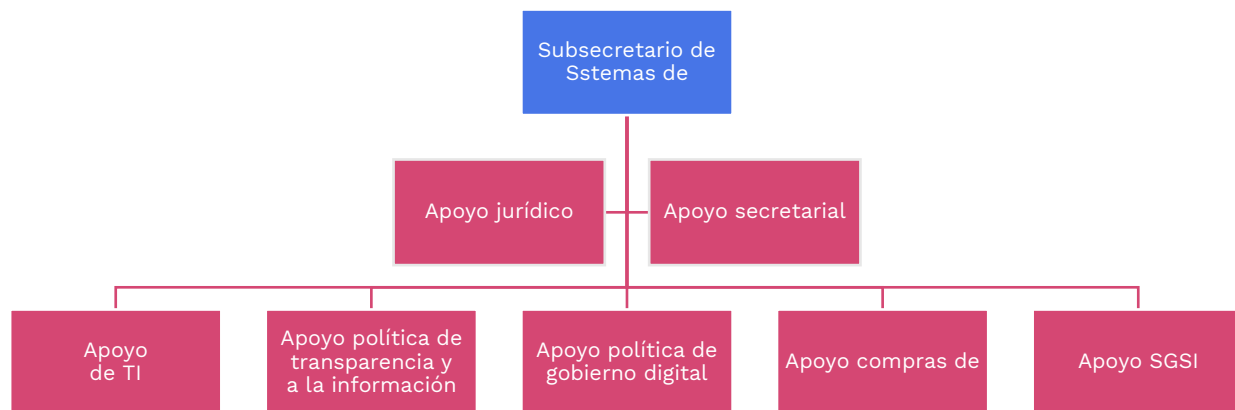 Subsecretario de
Sstemas de
Apoyo jurídico
Apoyo secretarial
Apoyo
de TI
Apoyo política de
transparencia y
a la información
Apoyo política de
gobierno digital
Apoyo compras de
Apoyo SGSI